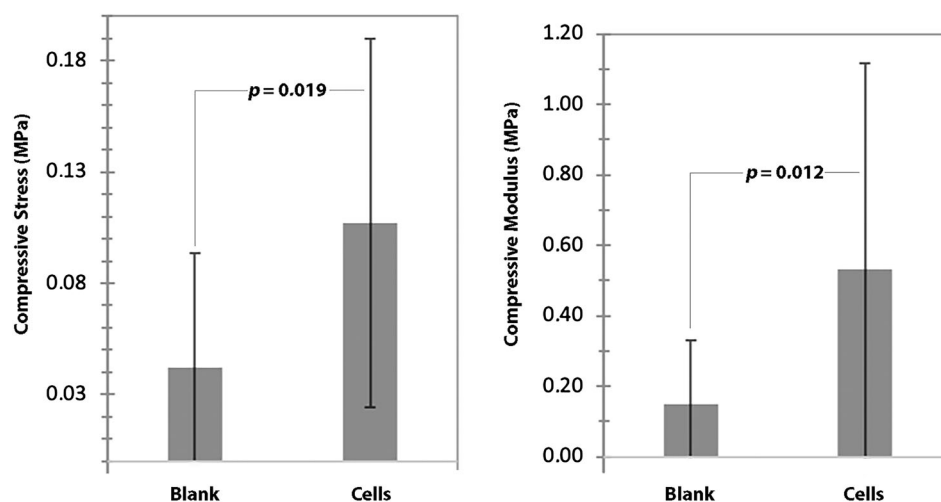 Compressive Stress (MPa)
0.18
0.13
0.08
0.03
p = 0.019
Blank
Cells
Compressive Modulus (MPa)
1.20
1.00
0.80
0.60
0.40
0.20
0.00
p = 0.012
Blank
Cells